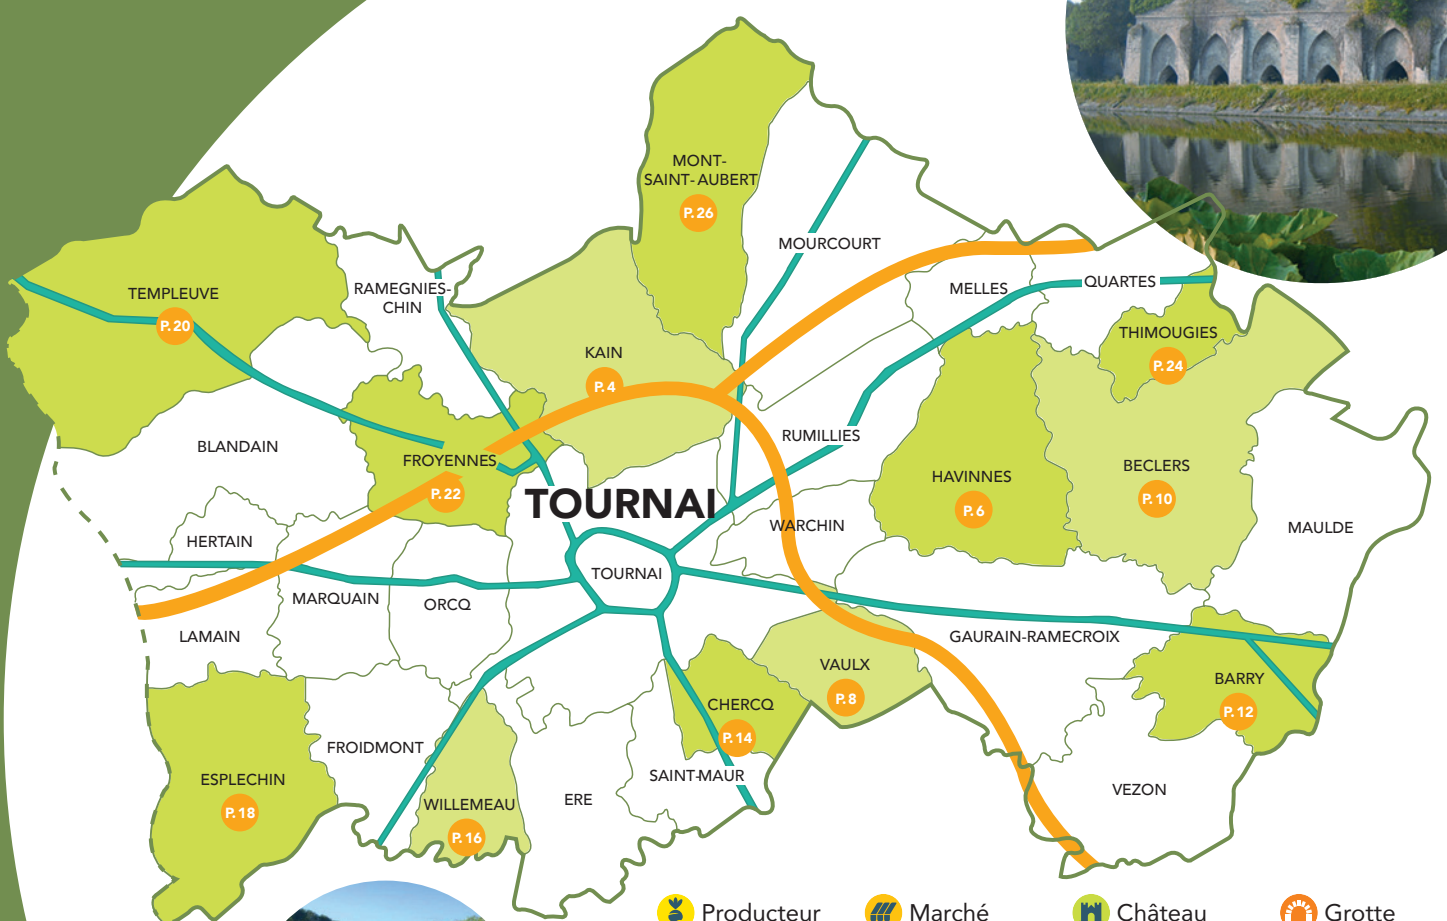 MONT-
SAINT-AUBERT
P. 26
MOURCOURT
TEMPLEUVE
P. 20
RAMEGNIES-
CHIN
MELLES
QUARTES
THIMOUGIES
P. 24
KAIN
P. 4
BLANDAIN
FROYENNES
P. 22
RUMILLIES
HAVINNES
P. 6
BECLERS
P. 10
TOURNAI
WARCHIN
MAULDE
HERTAIN
TOURNAI
MARQUAIN
ORCQ
LAMAIN
GAURAIN-RAMECROIX
VAULX
P. 8
BARRY
P. 12
CHERCQ
P. 14
FROIDMONT
SAINT-MAUR
ESPLECHIN
P. 18
WILLEMEAU
P. 16
ERE
VEZON
Producteur
Marché
Château
Grotte